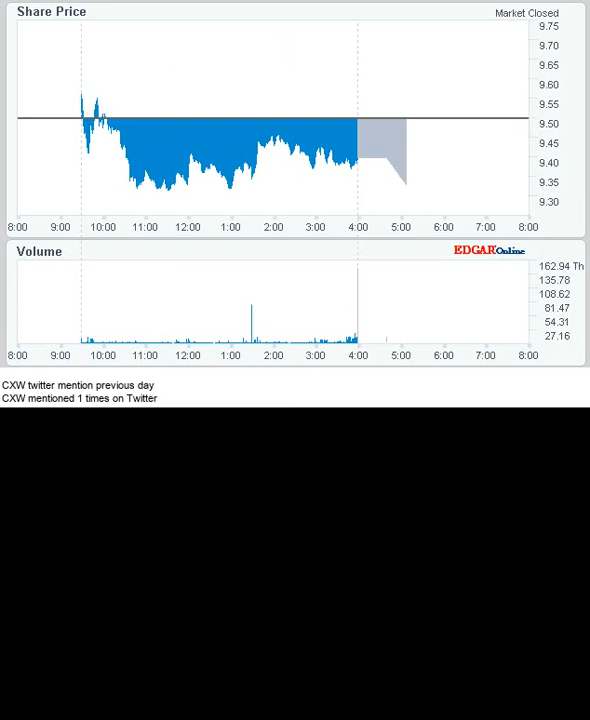 Share Price
Market Closed
9.75
9.70
9.65
9.60
9.55
9.50
9.45
9.40
9.35
9.30
8:00 9:00 10:00 11:00 12:00 1:00 2:00 3:00 4:00 5:00 6:00 7:00 8:00
Volume
EDGAR Online
162.94 Th
135.78
108.62
81.47
54.31
27.16
8:00 9:00 10:00 11:00 12:00 1:00 2:00 3:00 4:00 5:00 6:00 7:00 8:00
CXW twitter mention previous day
CXW mentioned 1 times on Twitter